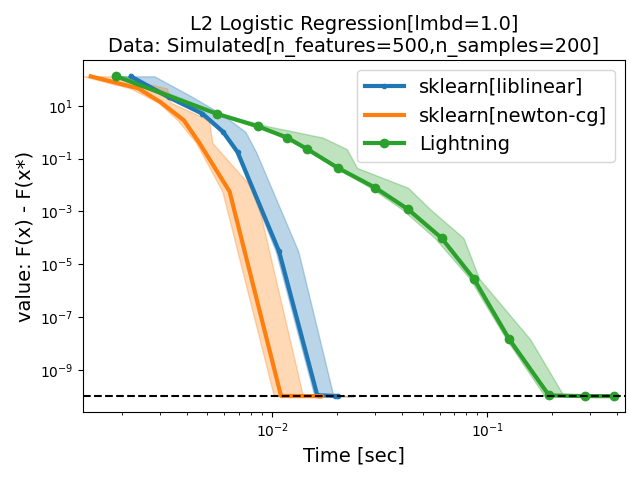 L2 Logistic Regression[lmbd=1.0]
Data: Simulated[n_features=500,n_samples=200]
value: F(x) - F(x*)
10¹
10⁻¹
10⁻³
10⁻⁵
10⁻⁷
10⁻⁹
sklearn[liblinear]
sklearn[newton-cg]
Lightning
10⁻² 10⁻¹
Time [sec]